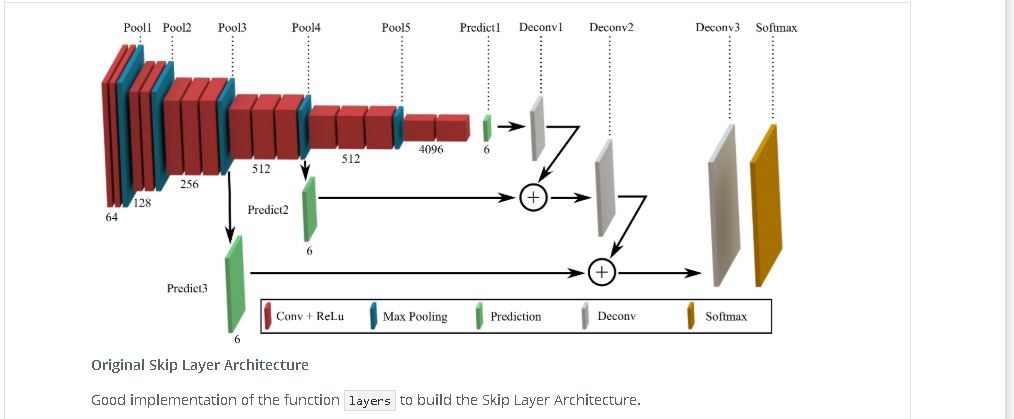 Pool1 Pool2 Pool3 Pool4 Pool5 Predict1 Deconv1 Deconv2 Deconv3 Softmax
64
128
256
512
512
4096
6
Predict2
6
Predict3
6
Conv + ReLu Max Pooling Prediction Deconv Softmax
Original Skip Layer Architecture
Good implementation of the function layers to build the Skip Layer Architecture.